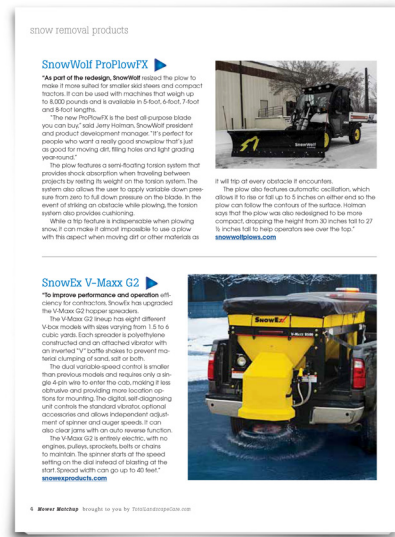 snow removal products
SnowWolf ProPlowFX
“As part of the redesign, SnowWolf resized the plow to
make it more suited for smaller skid steers and compact
tractors. It can be used with machines that weigh up
to 8,000 pounds and is available in 5-foot, 6-foot, 7-foot
and 8-foot lengths.
“The new ProPlowFX is the best all-purpose blade
you can buy,” said Jerry Holman, SnowWolf president
and product development manager. “It’s perfect for
people who want a really good snowplow that’s just
as good for moving dirt, filling holes and light grading
year-round.”
The plow features a semi-floating torsion system that
provides shock absorption when traveling between
projects by resting its weight on the torsion system. The
system also allows the user to apply variable down pres-
sure from zero to full down pressure on the blade. In the
event of striking an obstacle while plowing, the torsion
system also provides cushioning.
While a trip feature is indispensable when plowing
snow, it can make it almost impossible to use a plow
with this aspect when moving dirt or other materials as
SnowWolf
it will trip at every obstacle it encounters.
The plow also features automatic oscillation, which
allows it to rise or fall up to 5 inches on either end so the
plow can follow the contours of the surface. Holman
says that the plow was also redesigned to be more
compact, dropping the height from 30 inches tall to 27
½ inches tall to help operators see over the top.”
snowwolfplows.com
SnowEx V-Maxx G2
“To improve performance and operation effi-
ciency for contractors, SnowEx has upgraded
the V-Maxx G2 hopper spreaders.
The V-Maxx G2 lineup has eight different
V-box models with sizes varying from 1.5 to 6
cubic yards. Each spreader is polyethylene
constructed and an attached vibrator with
an inverted “V” baffle shakes to prevent ma-
terial clumping of sand, salt or both.
The dual variable-speed control is smaller
than previous models and requires only a sin-
gle 4-pin wire to enter the cab, making it less
obtrusive and providing more location op-
tions for mounting. The digital, self-diagnosing
unit controls the standard vibrator, optional
accessories and allows independent adjust-
ment of spinner and auger speeds. It can
also clear jams with an auto reverse function.
The V-Maxx G2 is entirely electric, with no
engines, pulleys, sprockets, belts or chains
to maintain. The spinner starts at the speed
setting on the dial instead of blasting at the
start. Spread width can go up to 40 feet.”
snowexproducts.com
SnowEx
6 Mower Matchup brought to you by TotalLandscapeCare.com